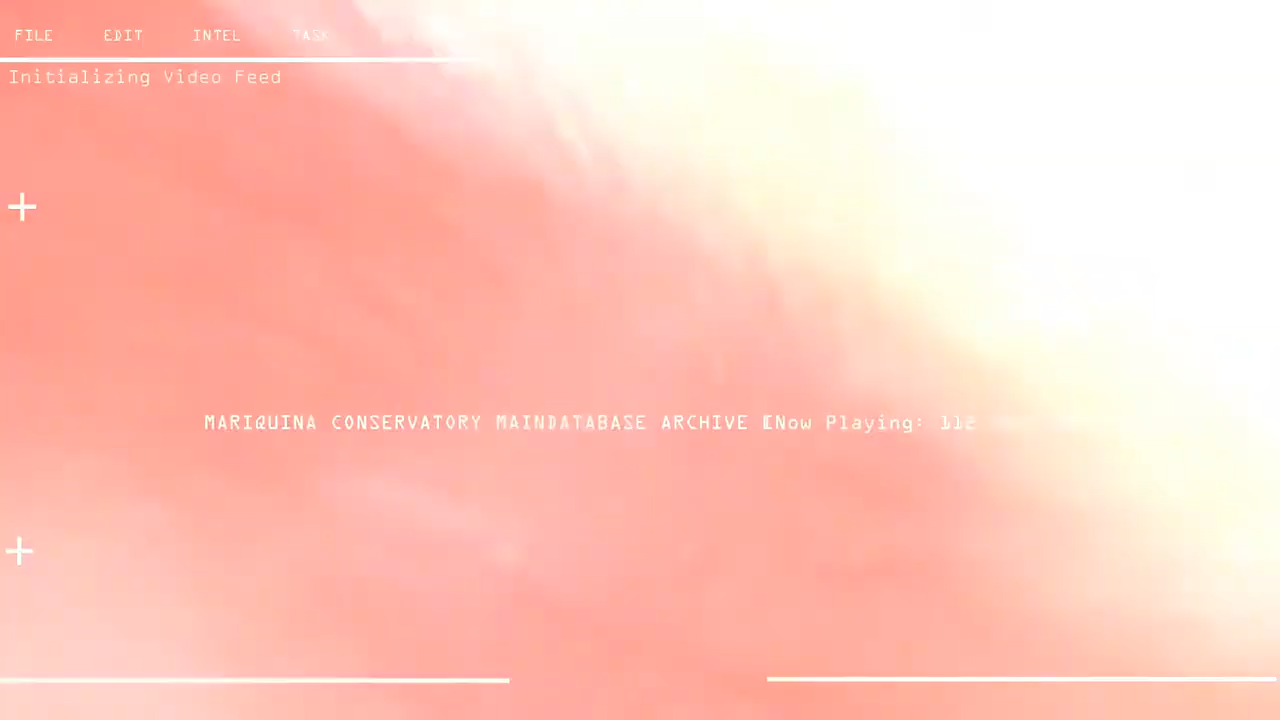 FILE EDIT INTEL TASK
Initializing Video Feed
MARIQUINA CONSERVATORY MAINDATABASE ARCHIVE [Now Playing: 112